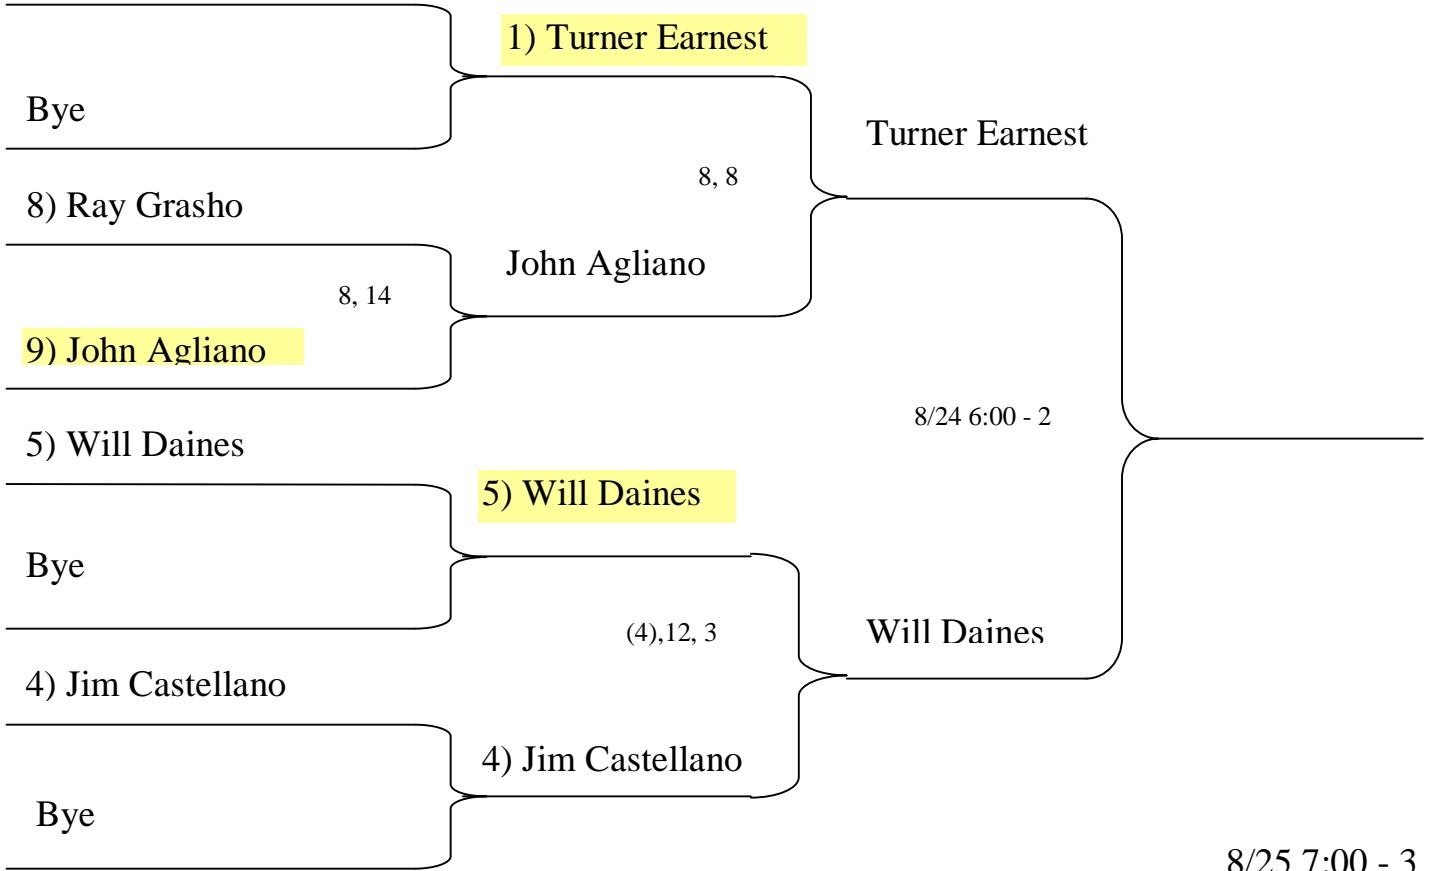 1) Turner Earnest
Bye
Turner Earnest
8, 8
8) Ray Grasho
John Agliano
8, 14
9) John Agliano
8/24 6:00 - 2
5) Will Daines
5) Will Daines
Bye
(4),12, 3
Will Daines
4) Jim Castellano
4) Jim Castellano
Bye
8/25 7:00 - 3